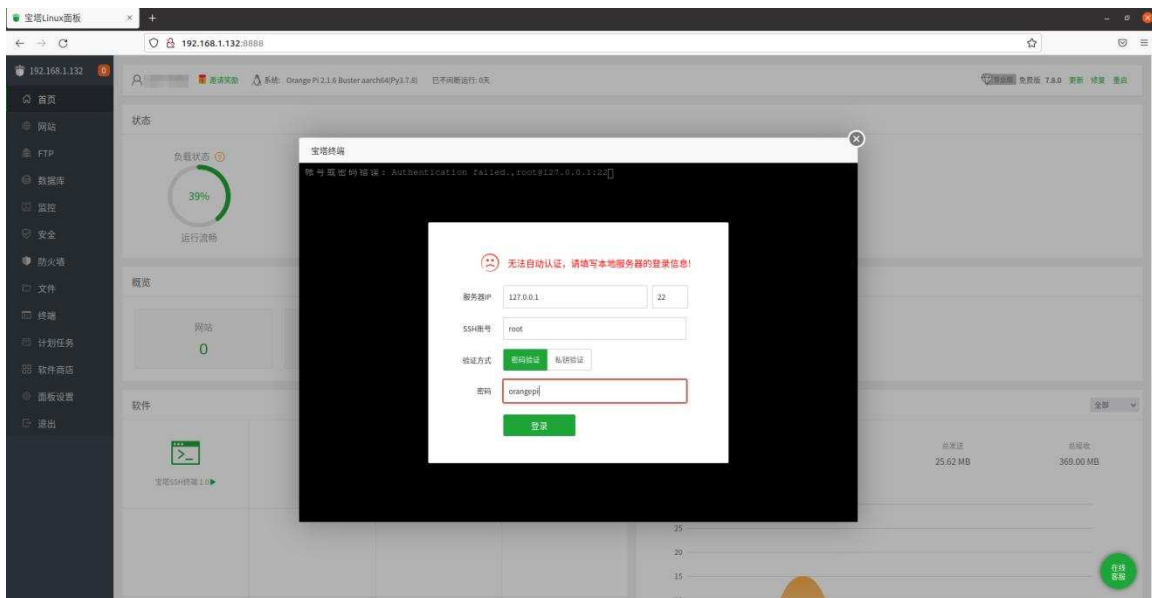 宝塔Linux面板
192.168.1.132:8888
192.168.1.132 0
邀请奖励 系统: Orange Pi 2.1.6 Buster aarch64(Py3.7.8) 已不间断运行: 0天
免费版 7.8.0 更新 修复 重启
首页
网站
FTP
数据库
监控
安全
防火墙
文件
终端
计划任务
软件商店
面板设置
退出
状态
负载状态
39%
运行流畅
概览
网站
0
软件
宝塔SSH终端 1.0
宝塔终端
账号或密码错误: Authentication failed.,root@127.0.0.1:22
无法自动认证，请填写本地服务器的登录信息!
服务器IP 127.0.0.1 22
SSH账号 root
验证方式 密码验证 私钥验证
密码 orangepi
登录
全部
总发送 总接收
25.62 MB 369.00 MB
25
20
15
在线
客服